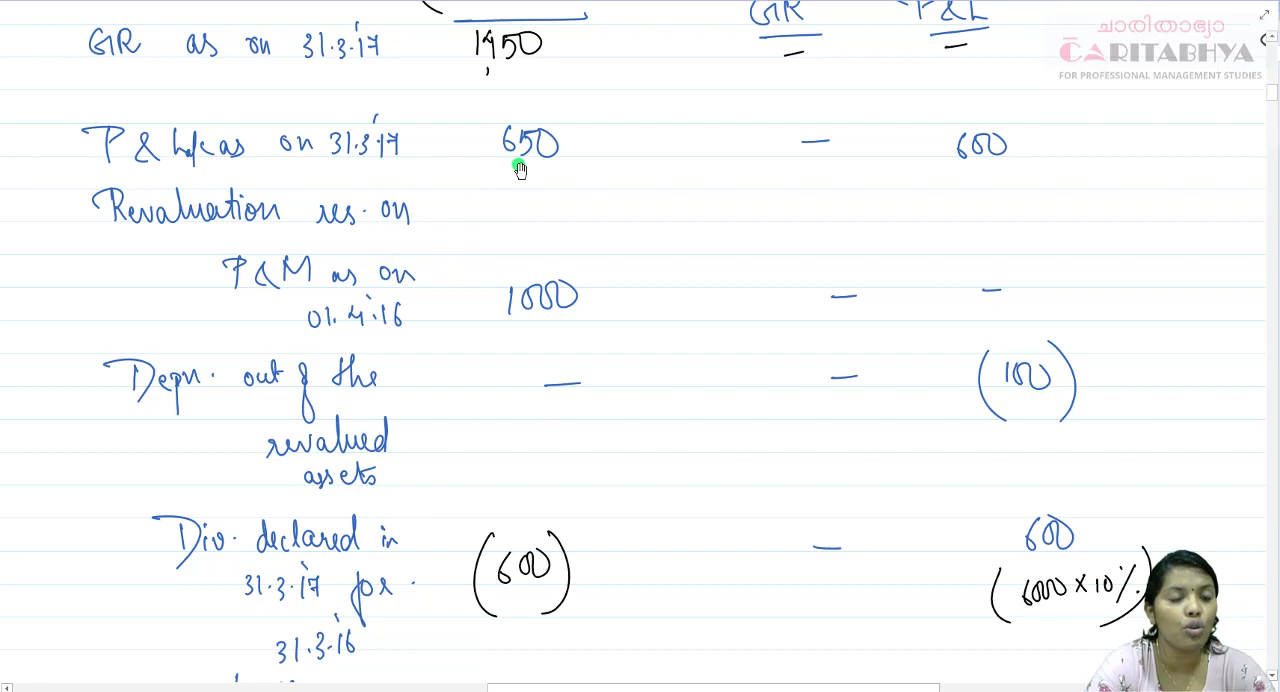 GR P&L
GR as on 31.3.17 1450 — —
ചാരിതാഭ്യാ
CARITABHYA
FOR PROFESSIONAL MANAGEMENT STUDIES
P & L as on 31.3.17 650 — 600
Revaluation res. on
P&M as on 1000 — —
01.4.16
Depn. out of the — — (100)
revalued
assets
Div. declared in (600) — 600
31.3.17 for (6000 × 10%)
31.3.16